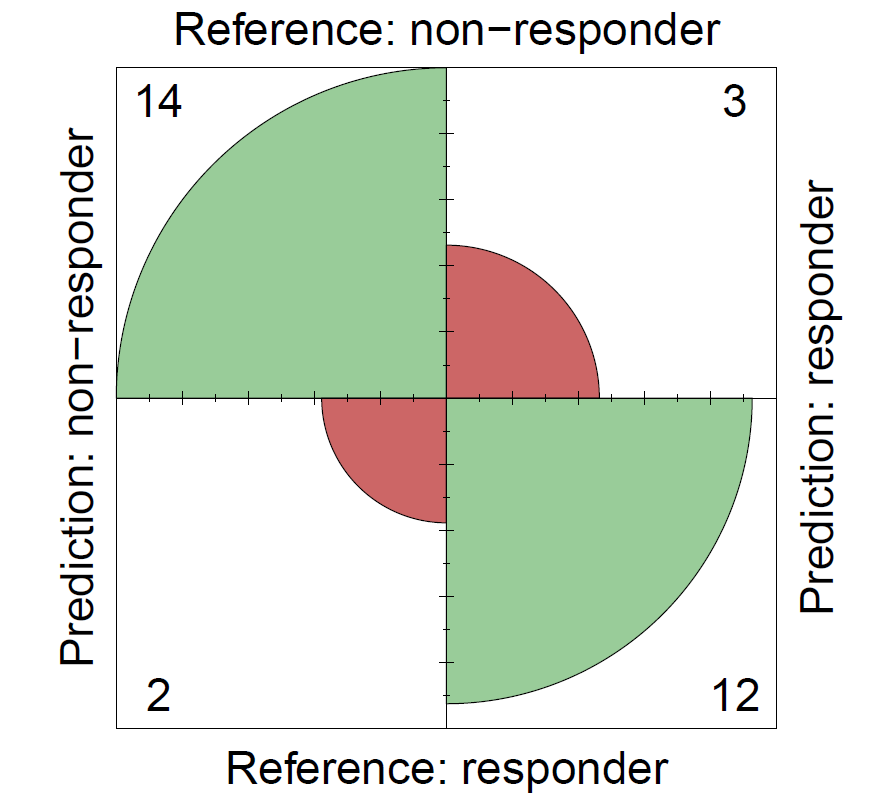 Reference: non−responder
14
3
Prediction: non−responder
Prediction: responder
2
12
Reference: responder